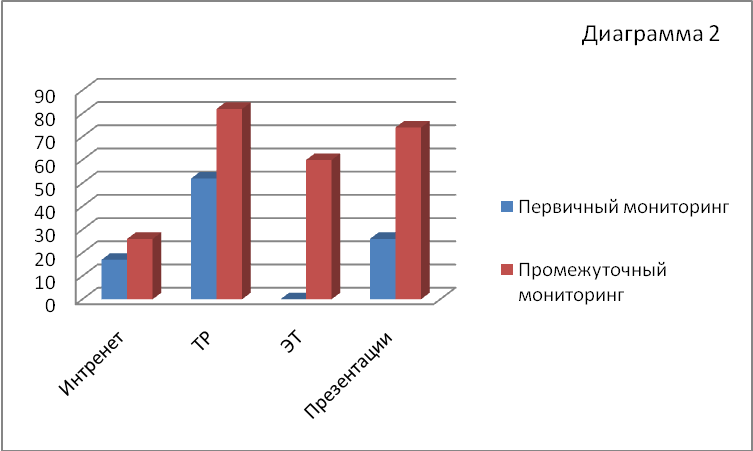 Диаграмма 2
90
80
70
60
50
40
30
20
10
0
Интренет
ТР
ЭТ
Презентации
Первичный мониторинг
Промежуточный
мониторинг